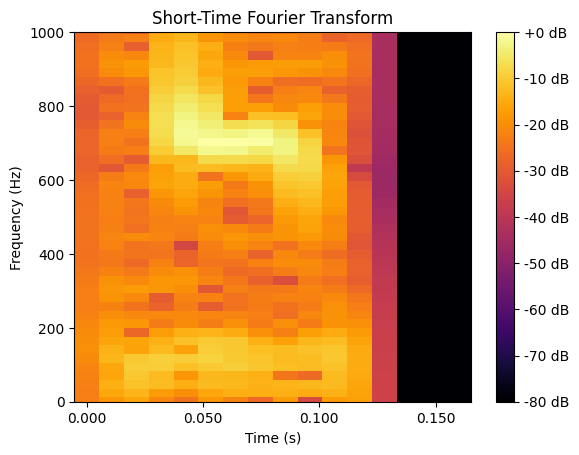 Short-Time Fourier Transform
1000
800
600
400
200
0
Frequency (Hz)
0.000
0.050
0.100
0.150
Time (s)
+0 dB
-10 dB
-20 dB
-30 dB
-40 dB
-50 dB
-60 dB
-70 dB
-80 dB